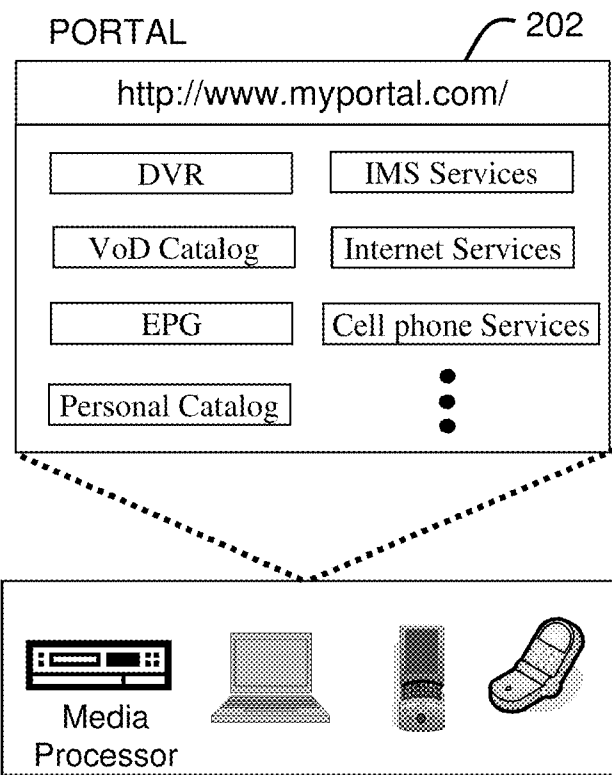 PORTAL
202
http://www.myportal.com/
DVR
IMS Services
VoD Catalog
Internet Services
EPG
Cell phone Services
Personal Catalog
Media
Processor